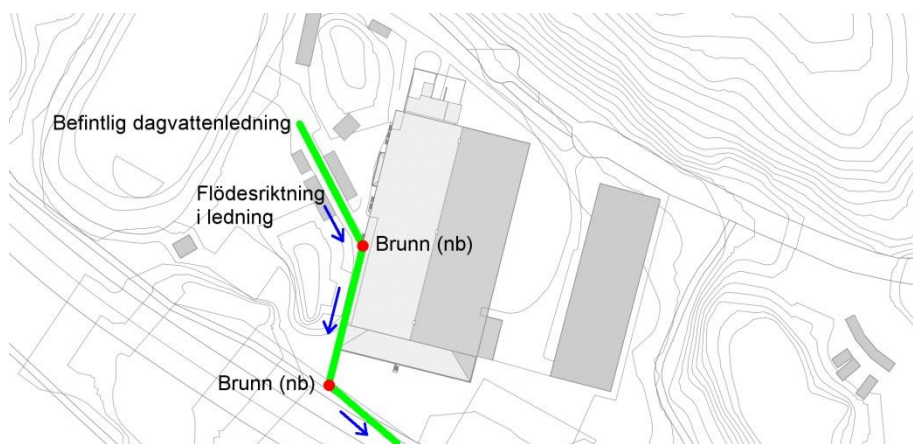 Befintlig dagvattenledning
Flödesriktning
i ledning
Brunn (nb)
Brunn (nb)